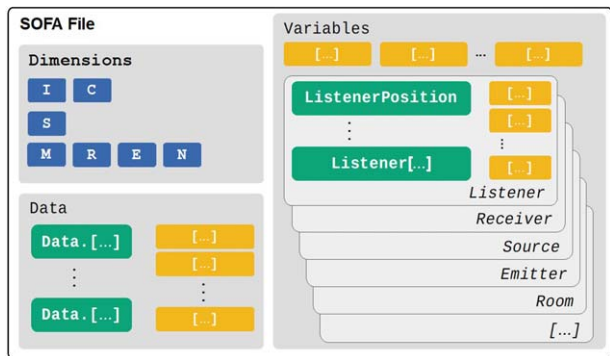 SOFA File
Dimensions
I C
S
M R E N
Data
Data.[...] [...]
[...]
⋮ ⋮
Data.[...] [...]
Variables
[...] [...] ... [...]
ListenerPosition [...]
[...]
⋮ ⋮
Listener[...] [...]
Listener
Receiver
Source
Emitter
Room
[...]